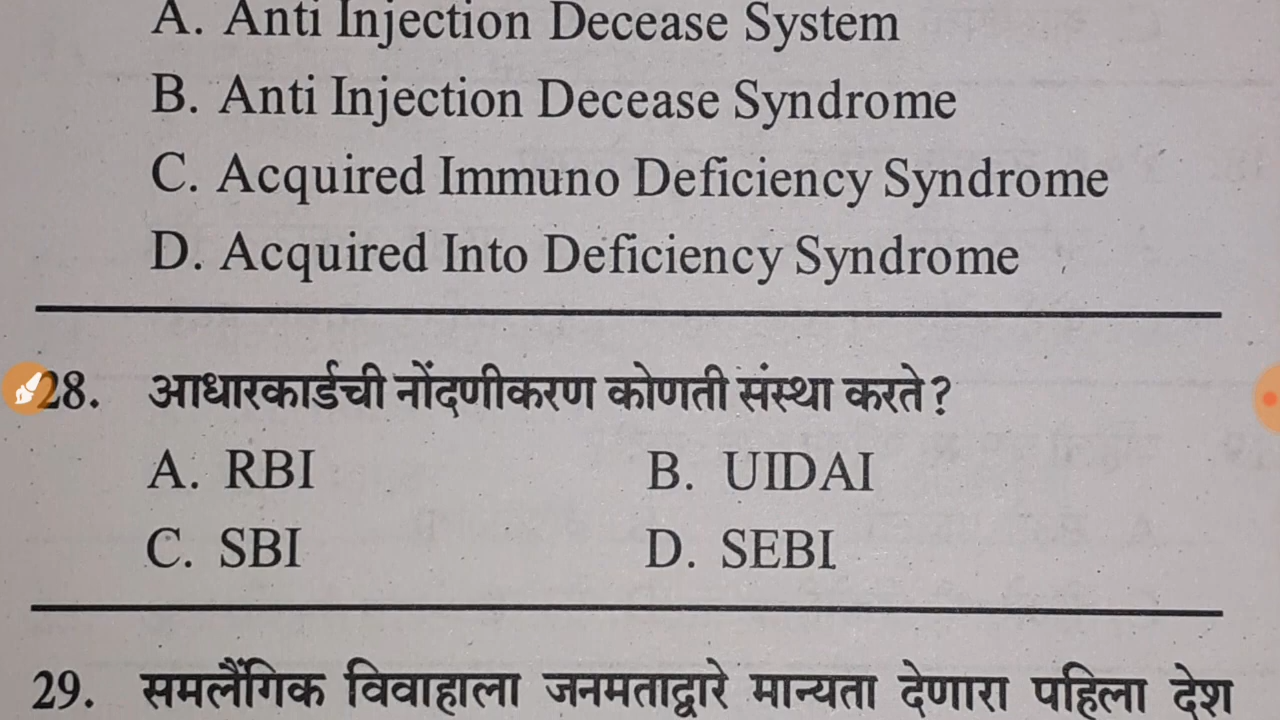 A. Anti Injection Decease System
B. Anti Injection Decease Syndrome
C. Acquired Immuno Deficiency Syndrome
D. Acquired Into Deficiency Syndrome
28. आधारकार्डची नोंदणीकरण कोणती संस्था करते?
A. RBI B. UIDAI
C. SBI D. SEBI
29. समलैंगिक विवाहाला जनमताद्वारे मान्यता देणारा पहिला देश